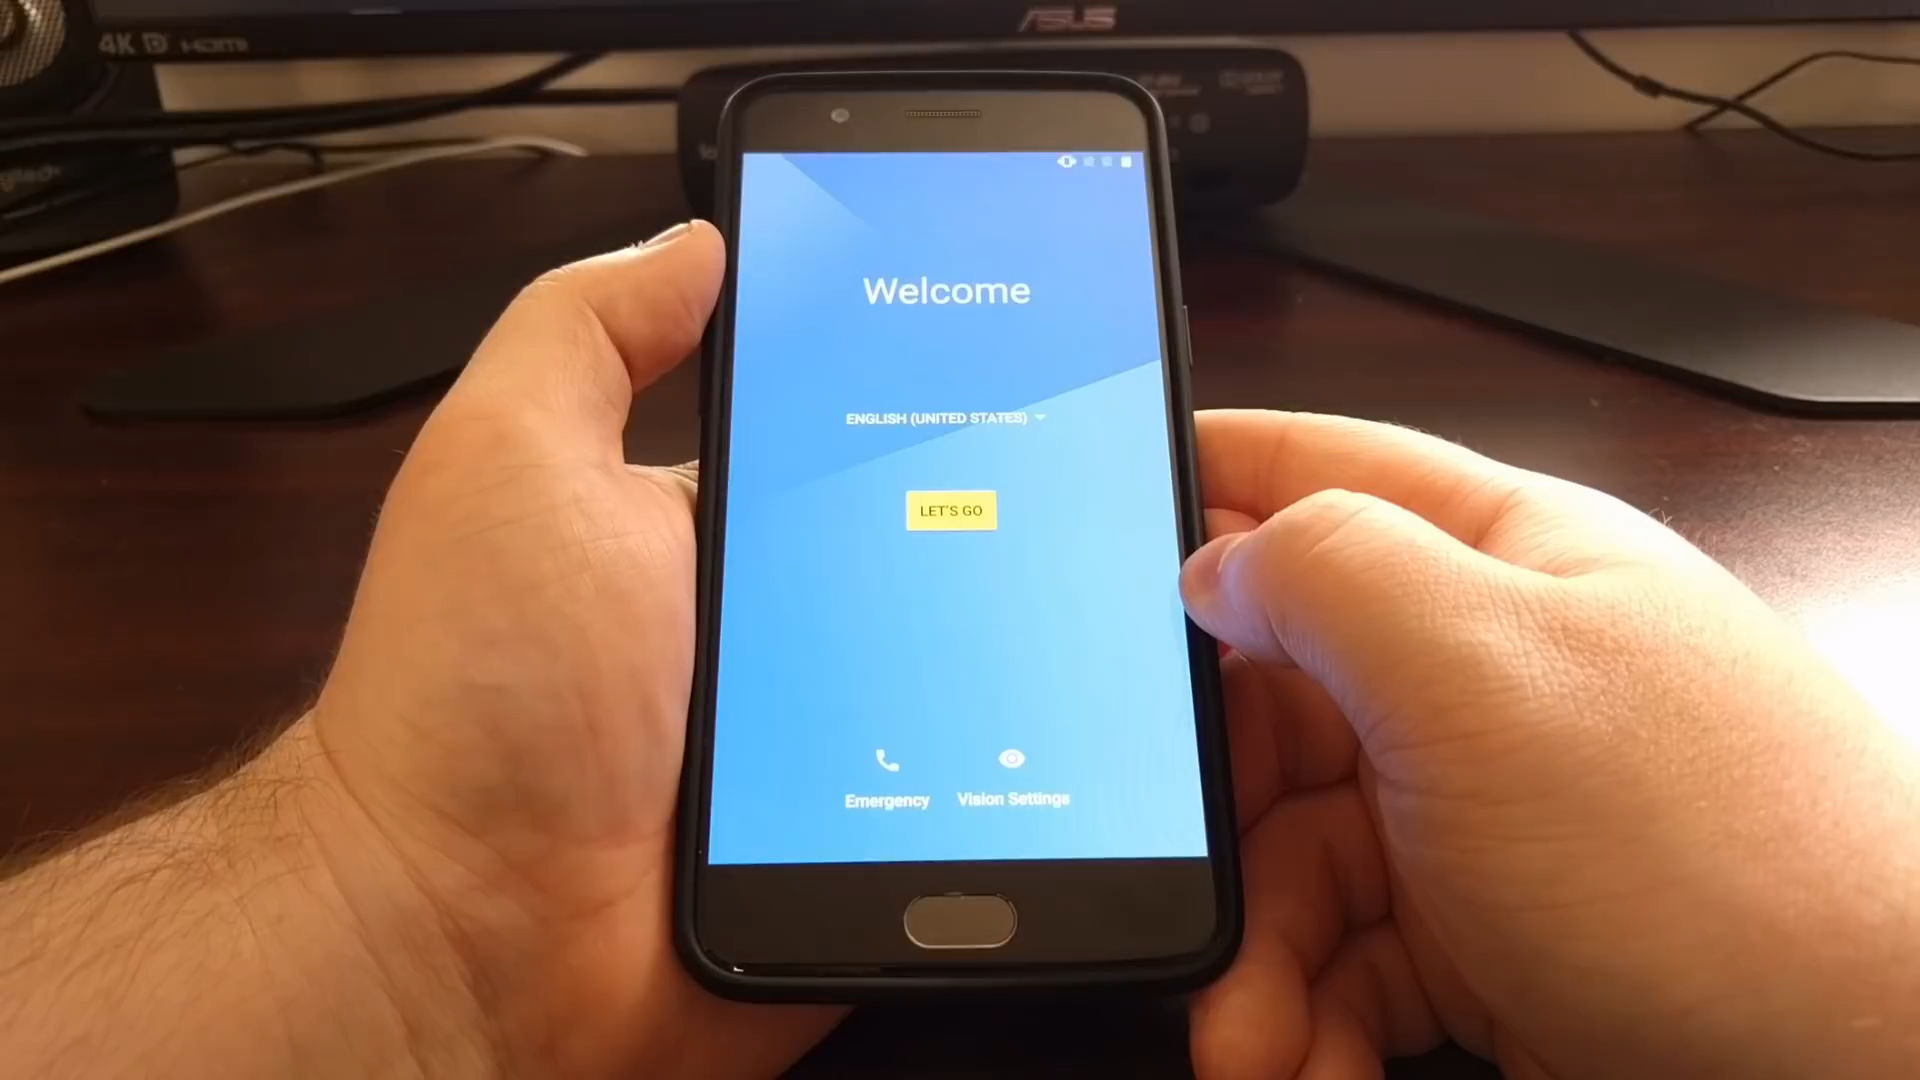 ASUS
4K HDMI
Welcome
ENGLISH (UNITED STATES)
LET'S GO
Emergency
Vision Settings